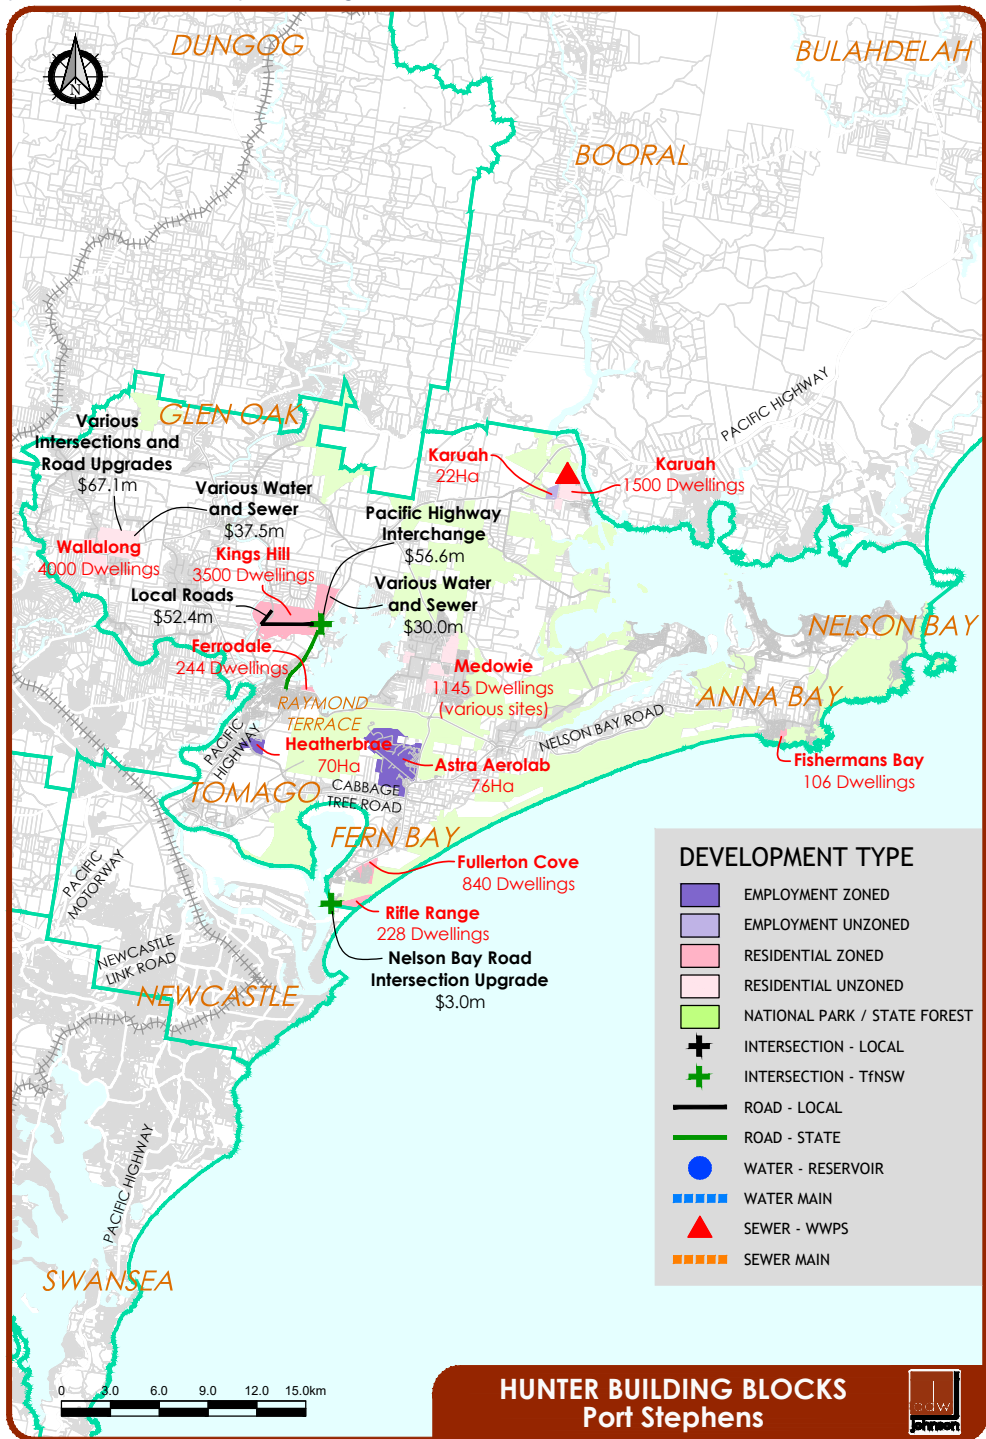 DUNGOG
BULAHDELAH
N
BOORAL
PACIFIC HIGHWAY
GLEN OAK
Various
Intersections and
Road Upgrades
$67.1m
Various Water
and Sewer
$37.5m
Karuah
22Ha
Karuah
1500 Dwellings
Pacific Highway
Interchange
$56.6m
Wallalong
4000 Dwellings
Kings Hill
3500 Dwellings
Various Water
and Sewer
$30.0m
Local Roads
$52.4m
NELSON BAY
Ferrodale
244 Dwellings
Medowie
1145 Dwellings
(various sites)
ANNA BAY
RAYMOND
TERRACE
PACIFIC
HIGHWAY
NELSON BAY ROAD
Heatherbrae
70Ha
Astra Aerolab
76Ha
Fishermans Bay
106 Dwellings
TOMAGO
CABBAGE
TREE ROAD
FERN BAY
PACIFIC
MOTORWAY
Fullerton Cove
840 Dwellings
Rifle Range
228 Dwellings
Nelson Bay Road
Intersection Upgrade
$3.0m
NEWCASTLE
LINK ROAD
NEWCASTLE
PACIFIC HIGHWAY
SWANSEA
DEVELOPMENT TYPE
EMPLOYMENT ZONED
EMPLOYMENT UNZONED
RESIDENTIAL ZONED
RESIDENTIAL UNZONED
NATIONAL PARK / STATE FOREST
INTERSECTION - LOCAL
INTERSECTION - TfNSW
ROAD - LOCAL
ROAD - STATE
WATER - RESERVOIR
WATER MAIN
SEWER - WWPS
SEWER MAIN
0 3.0 6.0 9.0 12.0 15.0km
HUNTER BUILDING BLOCKS
Port Stephens
adw
johnson